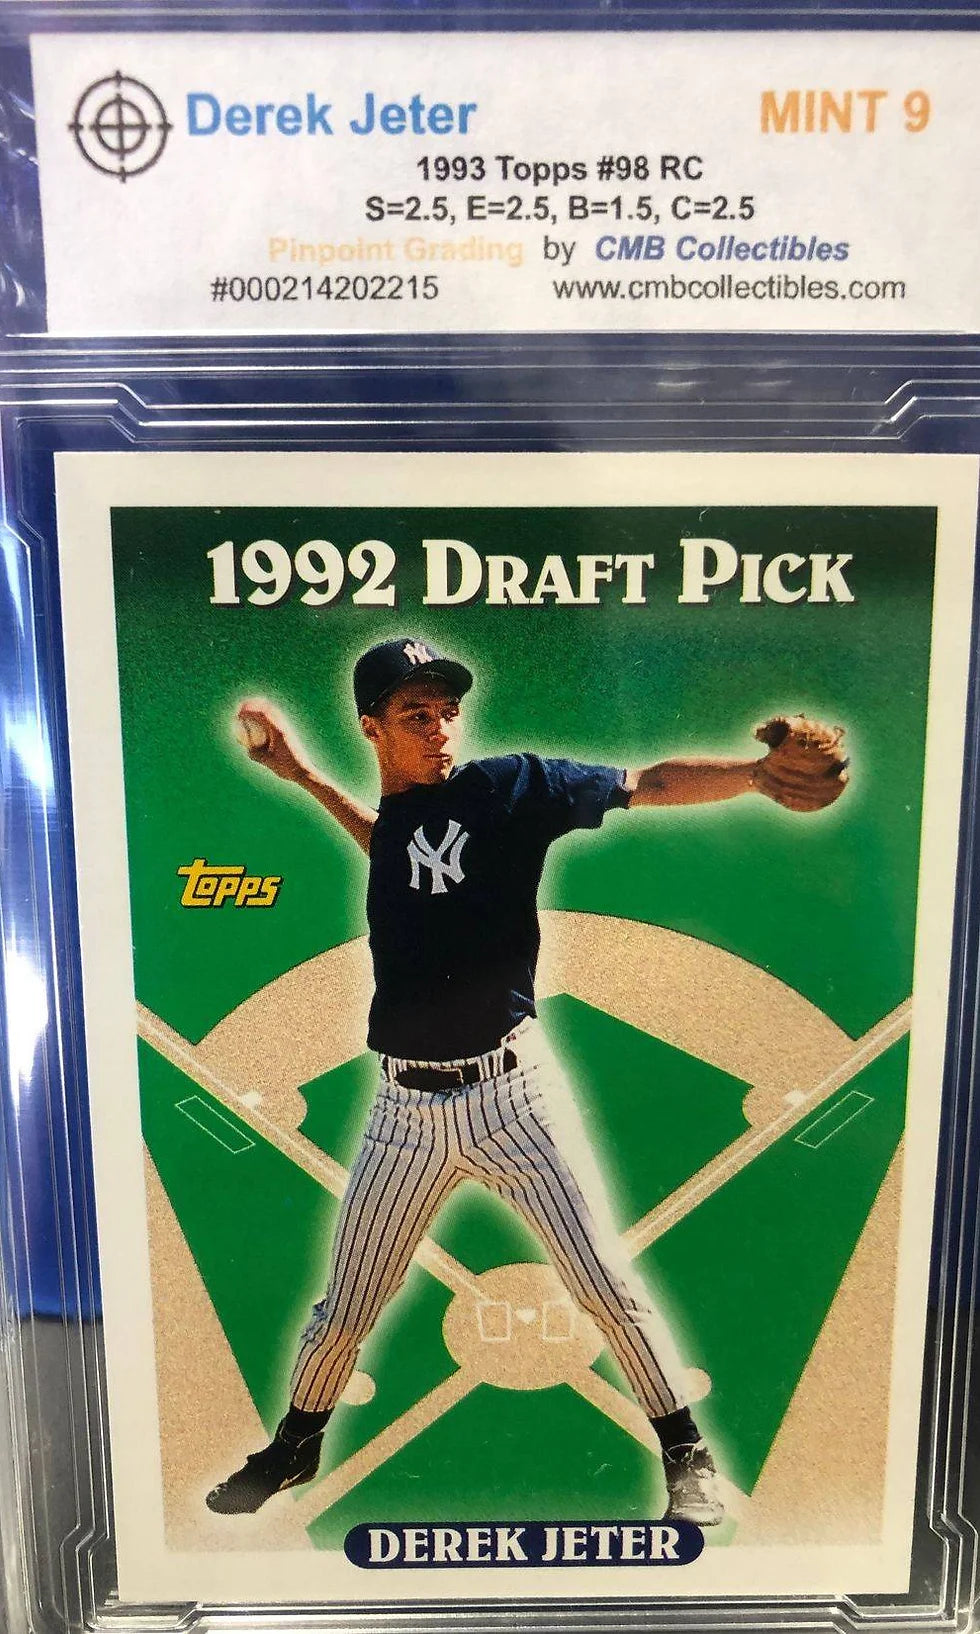 Derek Jeter MINT 9
1993 Topps #98 RC
S=2.5, E=2.5, B=1.5, C=2.5
Pinpoint Grading by CMB Collectibles
#000214202215 www.cmbcollectibles.com
1992 DRAFT PICK
NY
topps
NY
DEREK JETER